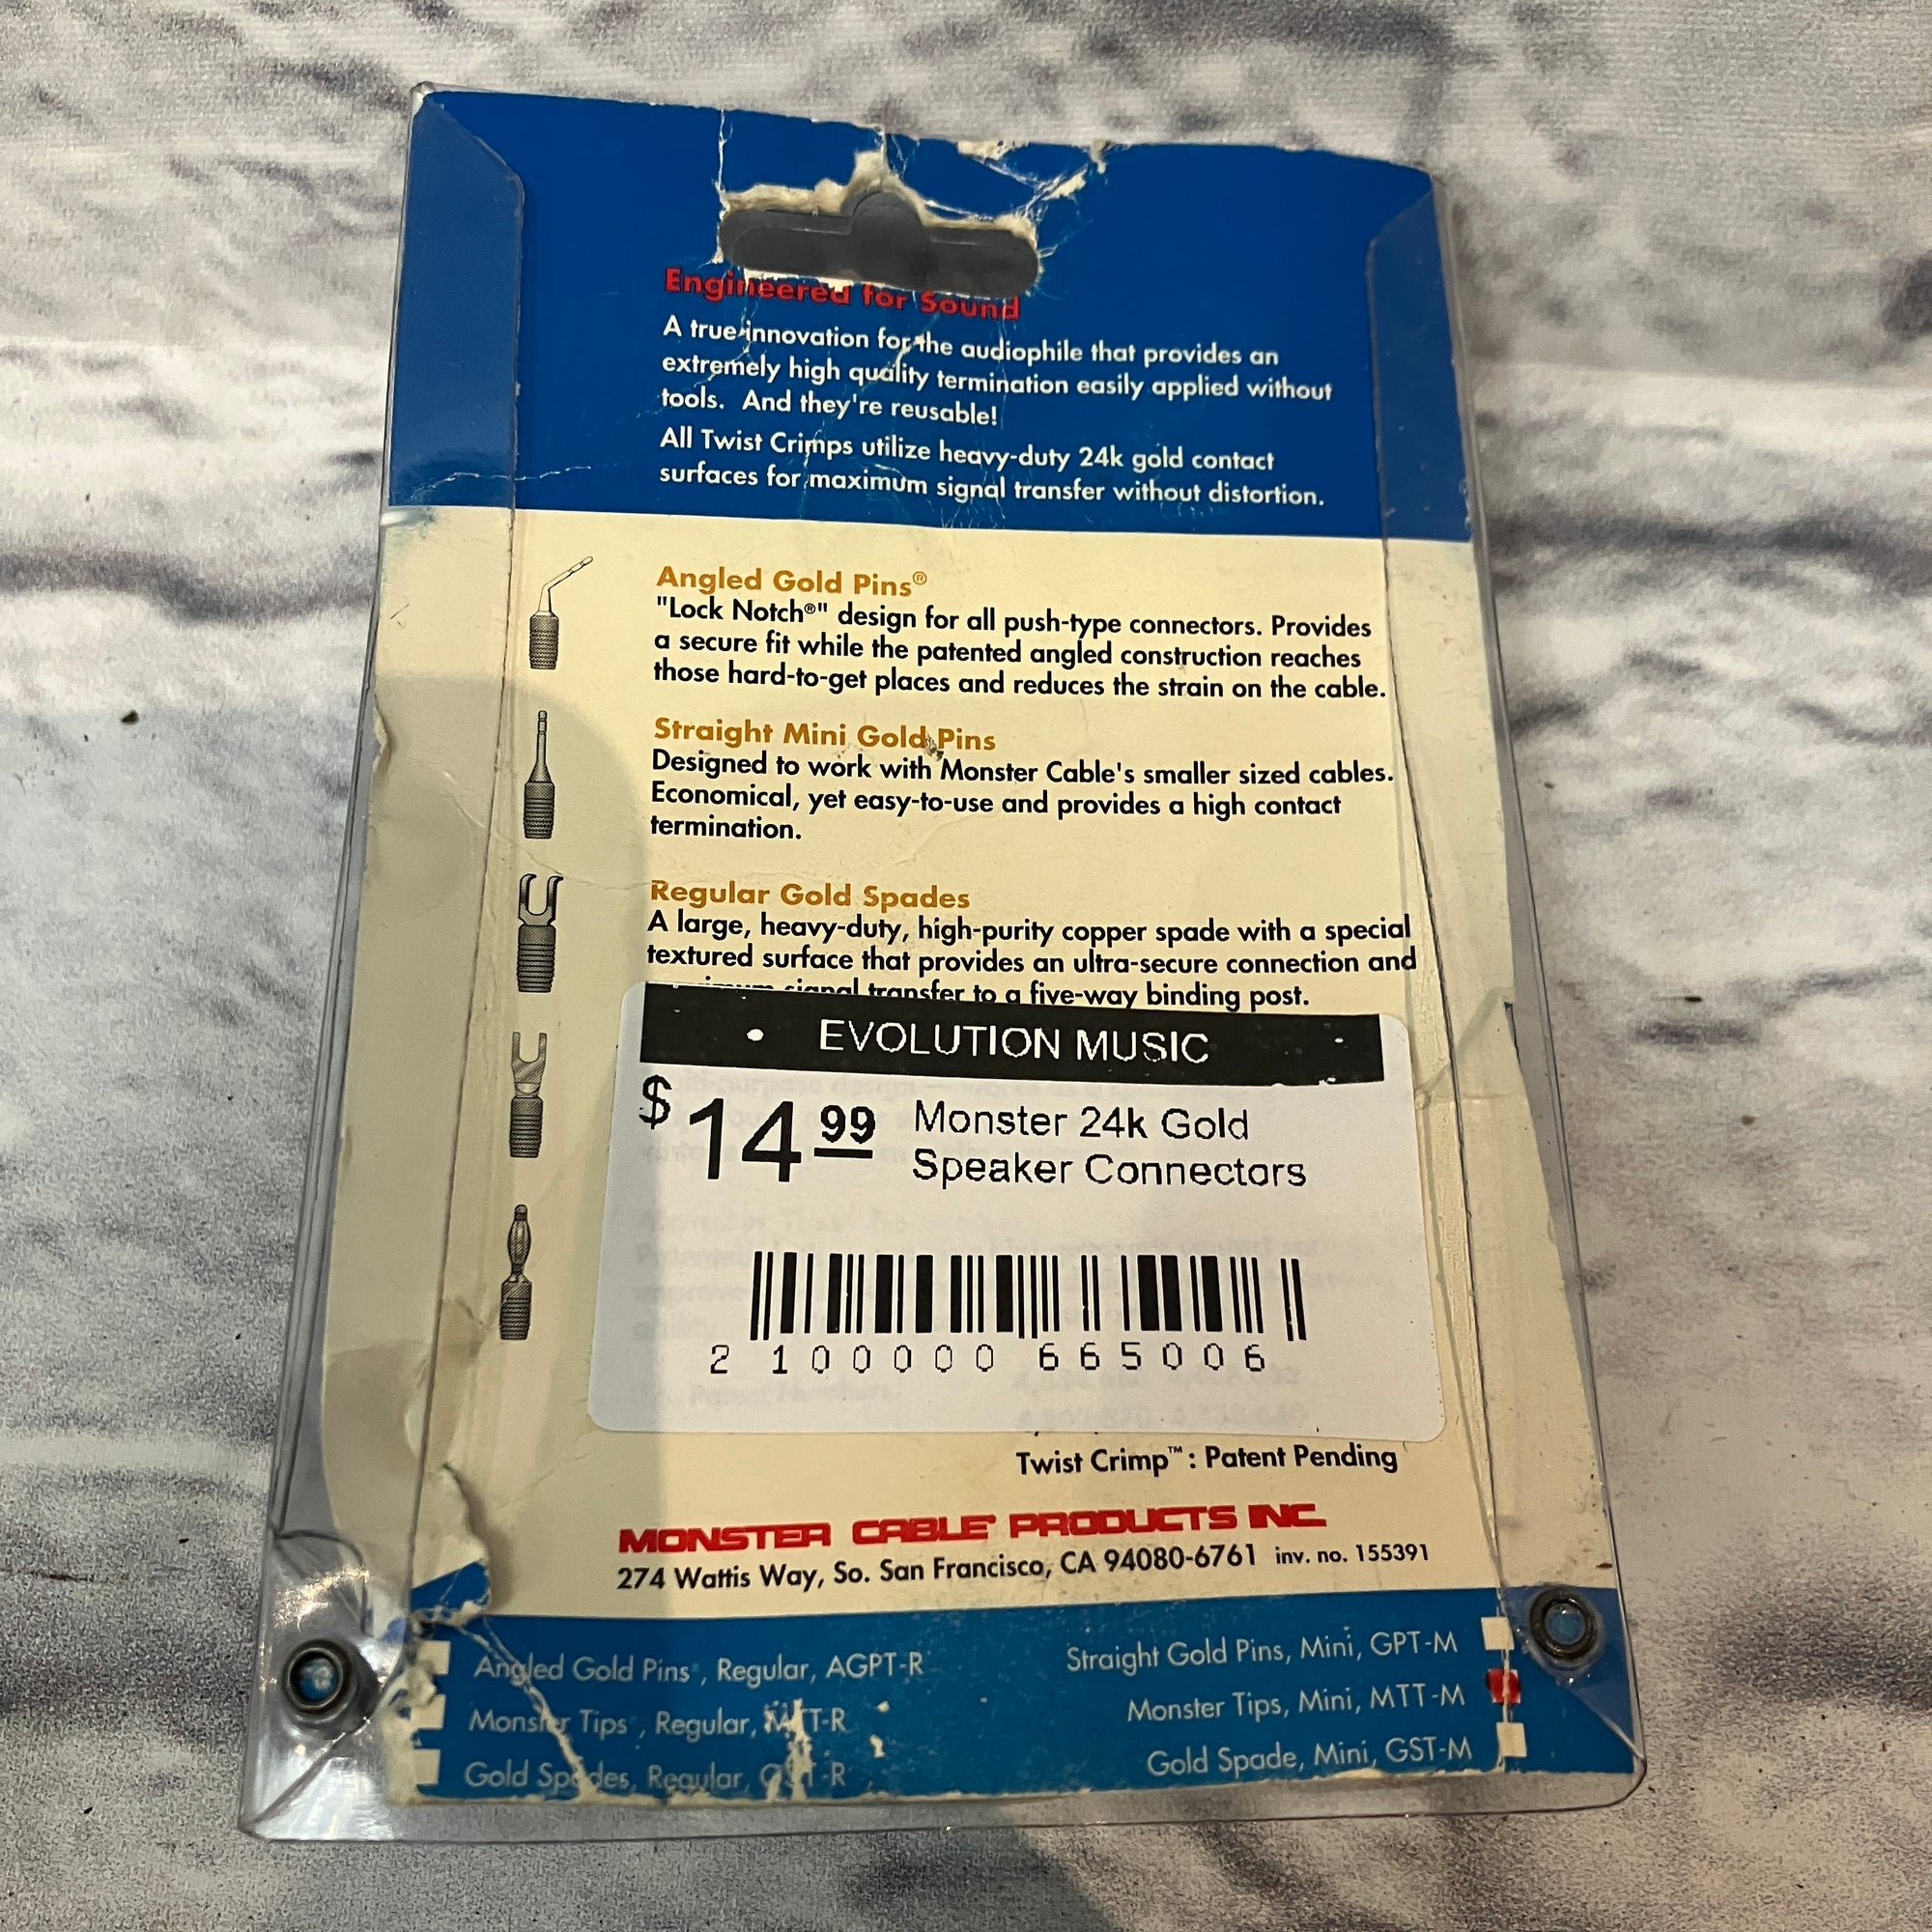 Engineered for Sound
A true innovation for the audiophile that provides an
extremely high quality termination easily applied without
tools. And they're reusable!
All Twist Crimps utilize heavy-duty 24k gold contact
surfaces for maximum signal transfer without distortion.
Angled Gold Pins®
"Lock Notch®" design for all push-type connectors. Provides
a secure fit while the patented angled construction reaches
those hard-to-get places and reduces the strain on the cable.
Straight Mini Gold Pins
Designed to work with Monster Cable's smaller sized cables.
Economical, yet easy-to-use and provides a high contact
termination.
Regular Gold Spades
A large, heavy-duty, high-purity copper spade with a special
textured surface that provides an ultra-secure connection and
signal transfer to a five-way binding post.
EVOLUTION MUSIC
$14.99 Monster 24k Gold
Speaker Connectors
2 100000 665006
Twist Crimp™: Patent Pending
MONSTER CABLE® PRODUCTS INC.
274 Wattis Way, So. San Francisco, CA 94080-6761 inv. no. 155391
Angled Gold Pins, Regular, AGPT-R
Monster Tips, Regular, MTT-R
Gold Spades, Regular, GST-R
Straight Gold Pins, Mini, GPT-M
Monster Tips, Mini, MTT-M
Gold Spade, Mini, GST-M